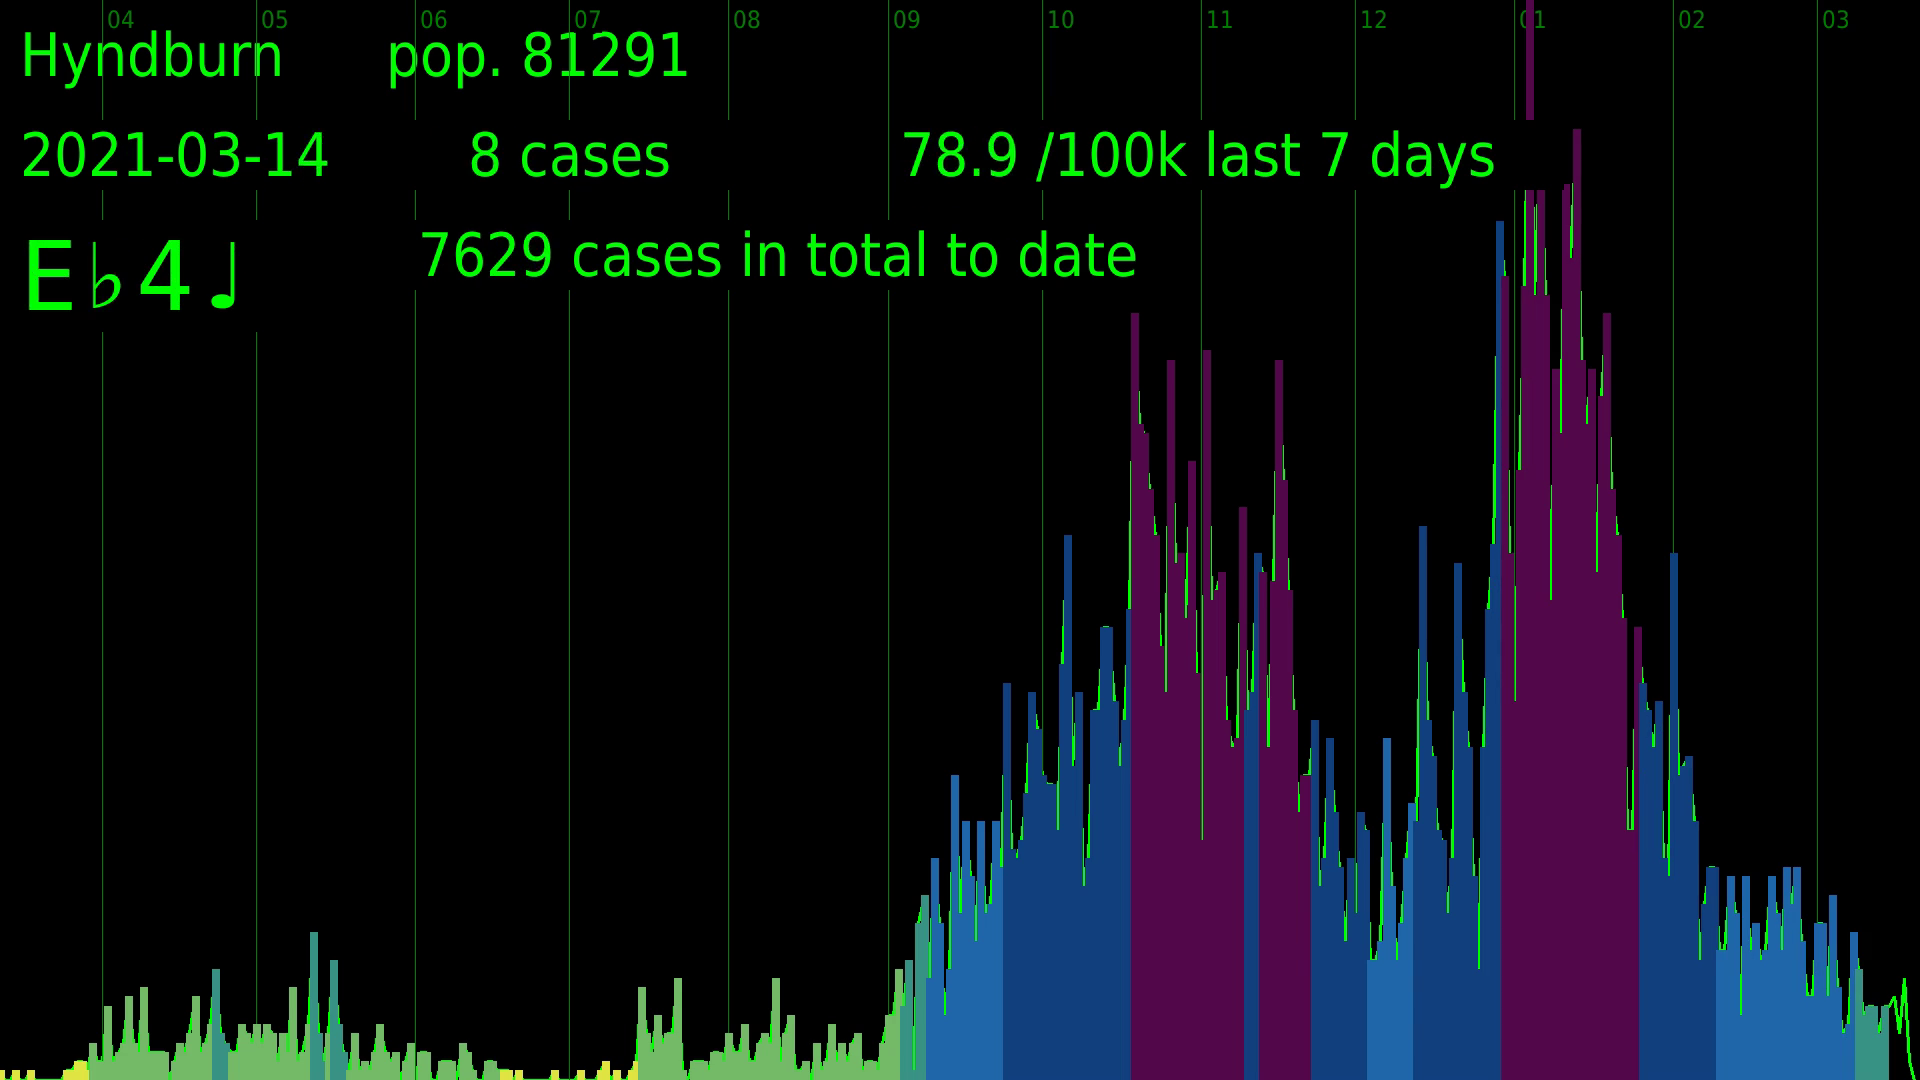 04 05 06 07 08 09 10 11 12 01 02 03
Hyndburn pop. 81291
2021-03-14 8 cases 78.9 /100k last 7 days
E♭4♩ 7629 cases in total to date